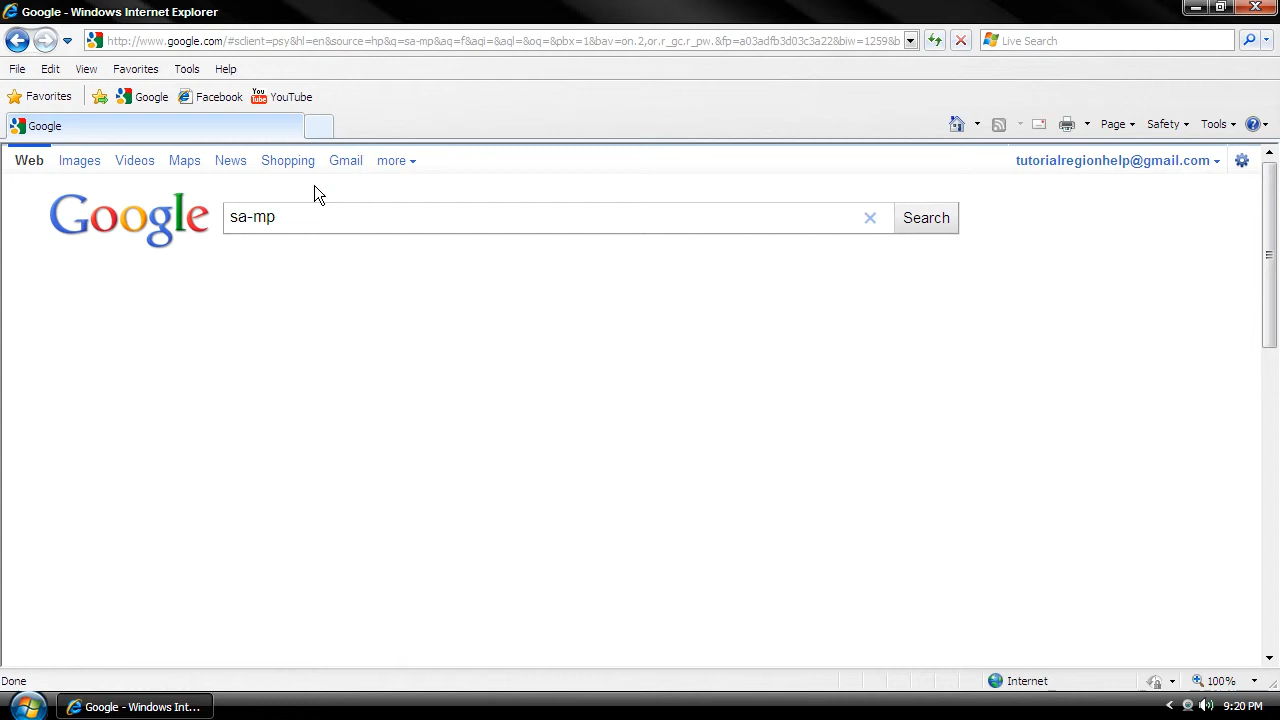 Google - Windows Internet Explorer
http://www.google.com/#sclient=psy&hl=en&source=hp&q=sa-mp&aq=f&aqi=&aql=&oq=&pbx=1&bav=on.2,or.r_gc.r_pw.&fp=a03adfb3d03c3a22&biw=1259&b
Live Search
File Edit View Favorites Tools Help
Favorites Google Facebook You Tube YouTube
Google
Page Safety Tools
Web Images Videos Maps News Shopping Gmail more
tutorialregionhelp@gmail.com
Google sa-mp Search
Done Internet 100%
Google - Windows Int... 9:20 PM